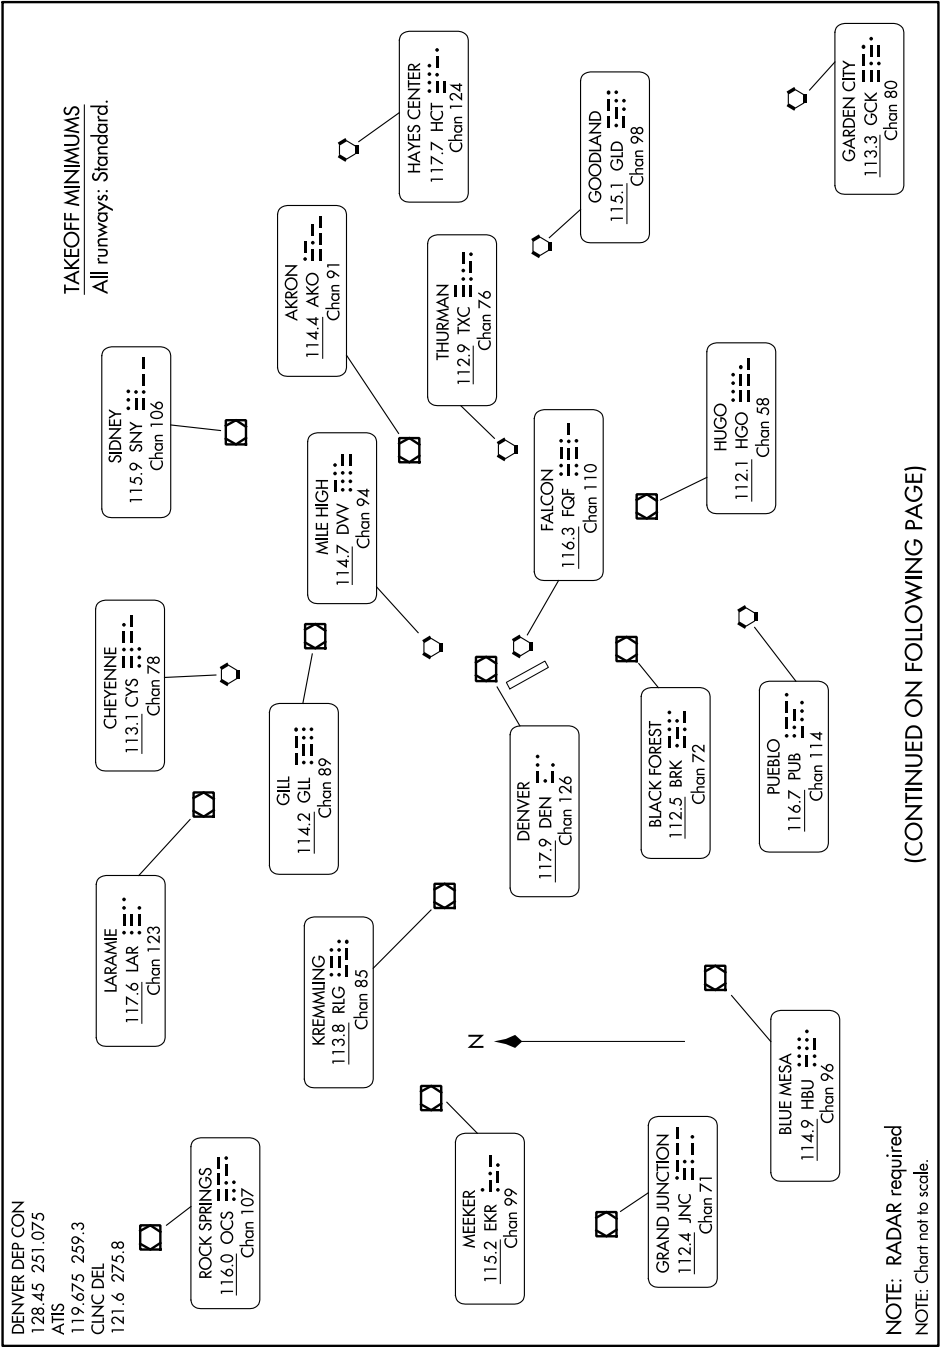 DENVER DEP CON
128.45 251.075
ATIS
119.675 259.3
CLNC DEL
121.6 275.8
TAKEOFF MINIMUMS
All runways: Standard.
ROCK SPRINGS
116.0 OCS
Chan 107
LARAMIE
117.6 LAR
Chan 123
CHEYENNE
113.1 CYS
Chan 78
SIDNEY
115.9 SNY
Chan 106
GILL
114.2 GLL
Chan 89
AKRON
114.4 AKO
Chan 91
KREMMLING
113.8 RLG
Chan 85
MILE HIGH
114.7 DVV
Chan 94
HAYES CENTER
117.7 HCT
Chan 124
THURMAN
112.9 TXC
Chan 76
MEEKER
115.2 EKR
Chan 99
N
DENVER
117.9 DEN
Chan 126
FALCON
116.3 FQF
Chan 110
GOODLAND
115.1 GLD
Chan 98
GRAND JUNCTION
112.4 JNC
Chan 71
BLACK FOREST
112.5 BRK
Chan 72
HUGO
112.1 HGO
Chan 58
BLUE MESA
114.9 HBU
Chan 96
PUEBLO
116.7 PUB
Chan 114
GARDEN CITY
113.3 GCK
Chan 80
NOTE: RADAR required
NOTE: Chart not to scale.
(CONTINUED ON FOLLOWING PAGE)